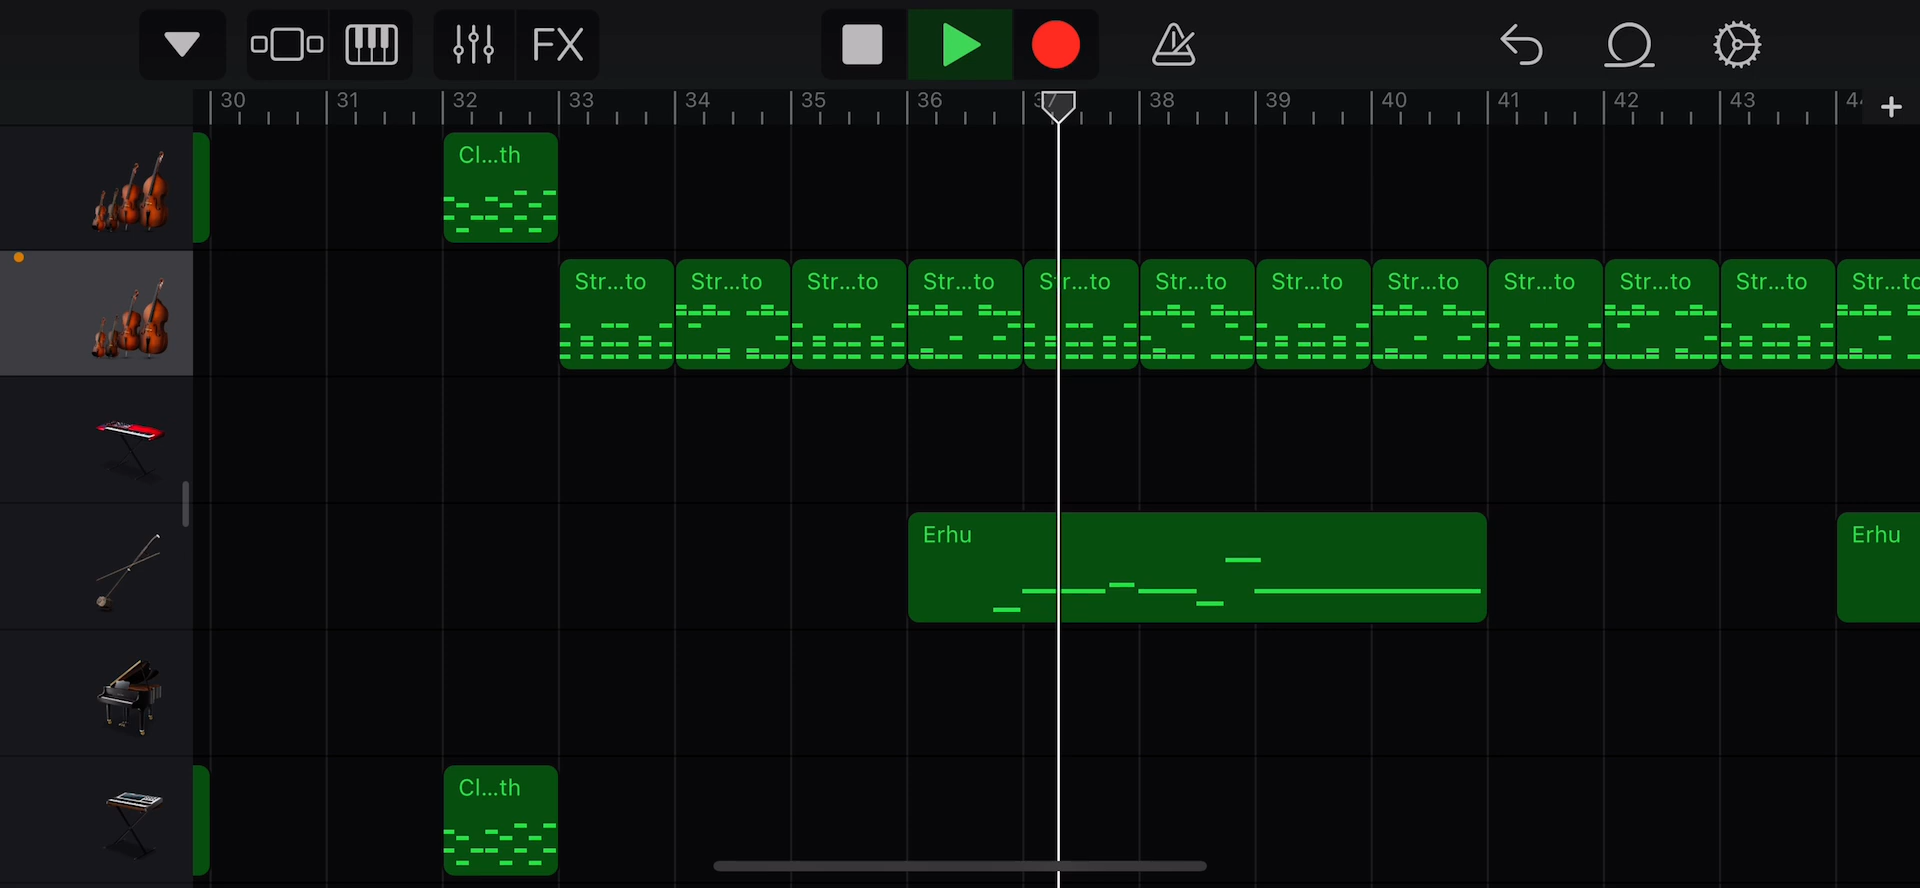 FX
30 31 32 33 34 35 36 37 38 39 40 41 42 43
Cl...th
Str...to Str...to Str...to Str...to Str...to Str...to Str...to Str...to Str...to Str...to Str...to
Erhu Erhu
Cl...th